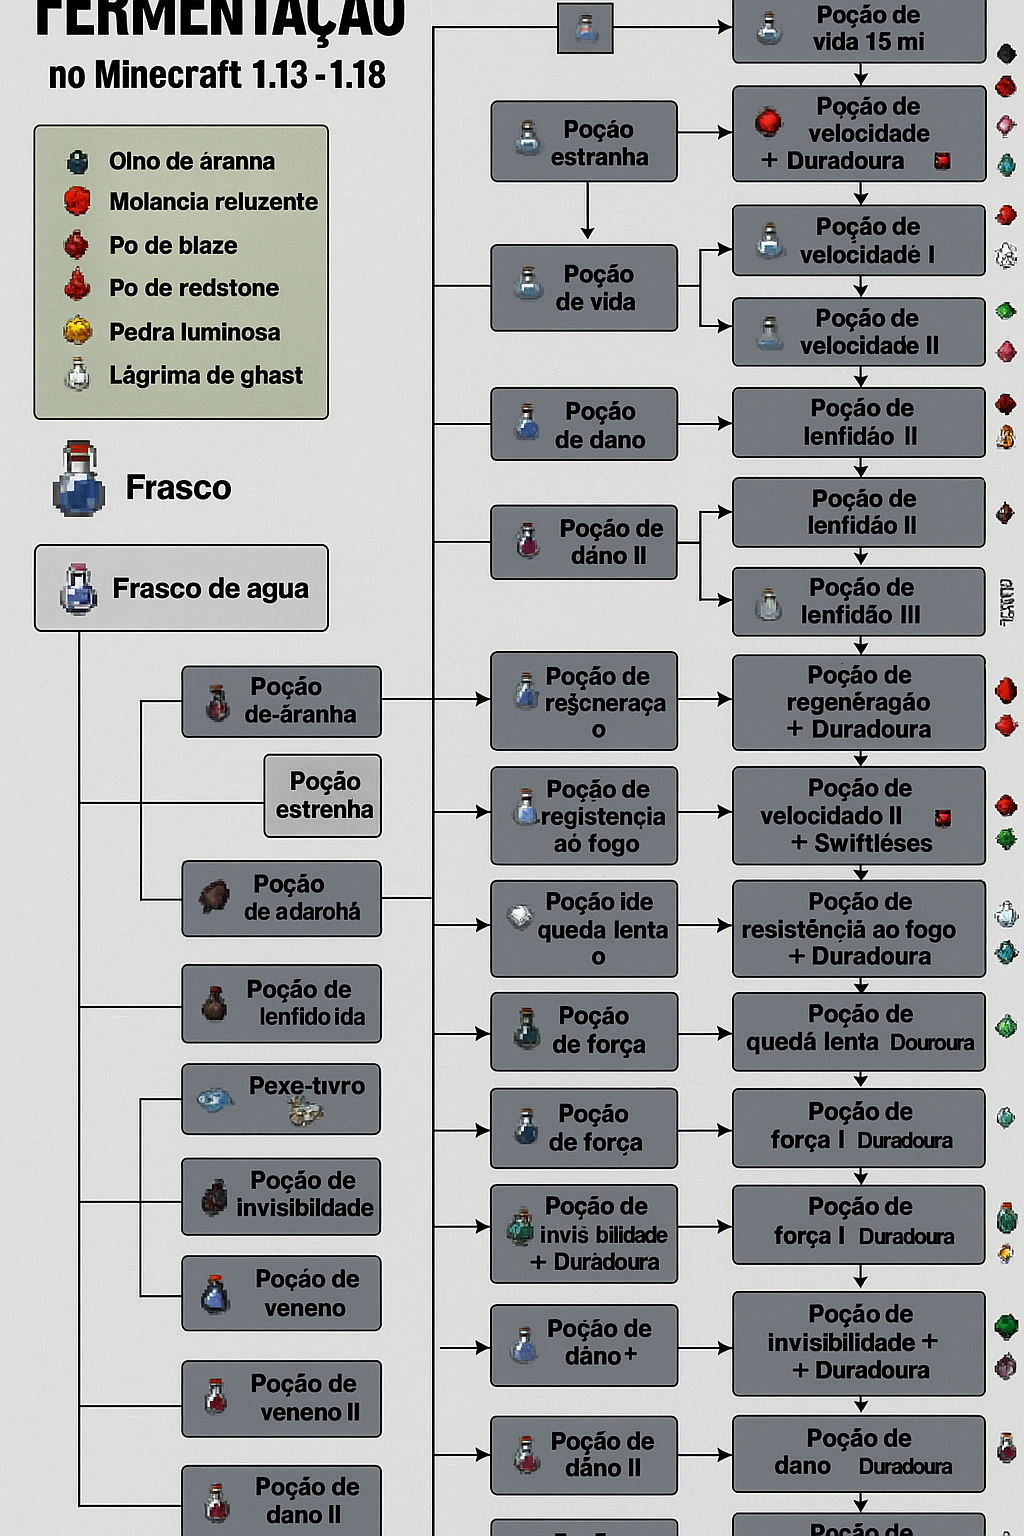 FERMENTAÇÃO
no Minecraft 1.13 -1.18
Olno de áranna
Molancia reluzente
Po de blaze
Po de redstone
Pedra luminosa
Lágrima de ghast
Frasco
Frasco de agua
Poção
de-áranha
Poção
estrenha
Poção
de adarohá
Poção de
lenfido ida
Pexe-tıvro
Poção de
invisibildade
Poção de
veneno
Poção de
veneno II
Poção de
dano II
Poção
estranha
Poção
de vida
Poção
de dano
Poção de
dáno II
Poção de
o
Poção de
registençia
aó fogo
Poção ide
queda lenta
o
Poção
de força
Poção
de força
Poção de
invis bilidade
+ Duràdoura
Poção de
dáno+
Poção de
dáno II
Poção de
vida 15 mi
Poção de
velocidade
+ Duradoura
Poção de
velocidadé I
Poção de
velocidade II
Poção de
lenfidáo II
Poção de
lenfidáo II
Poção de
lenfidão III
Poção de
regenéragáo
+ Duradoura
Poção de
velocidado II
+ Swiftléses
Poção de
resistênçiá ao fogo
+ Duradoura
Poção de
quedá lenta Douroura
Poção de
força I Duradoura
Poção de
força I Duradoura
Poção de
invisibilidade +
+ Duradoura
Poção de
dano Duradoura
Poção de